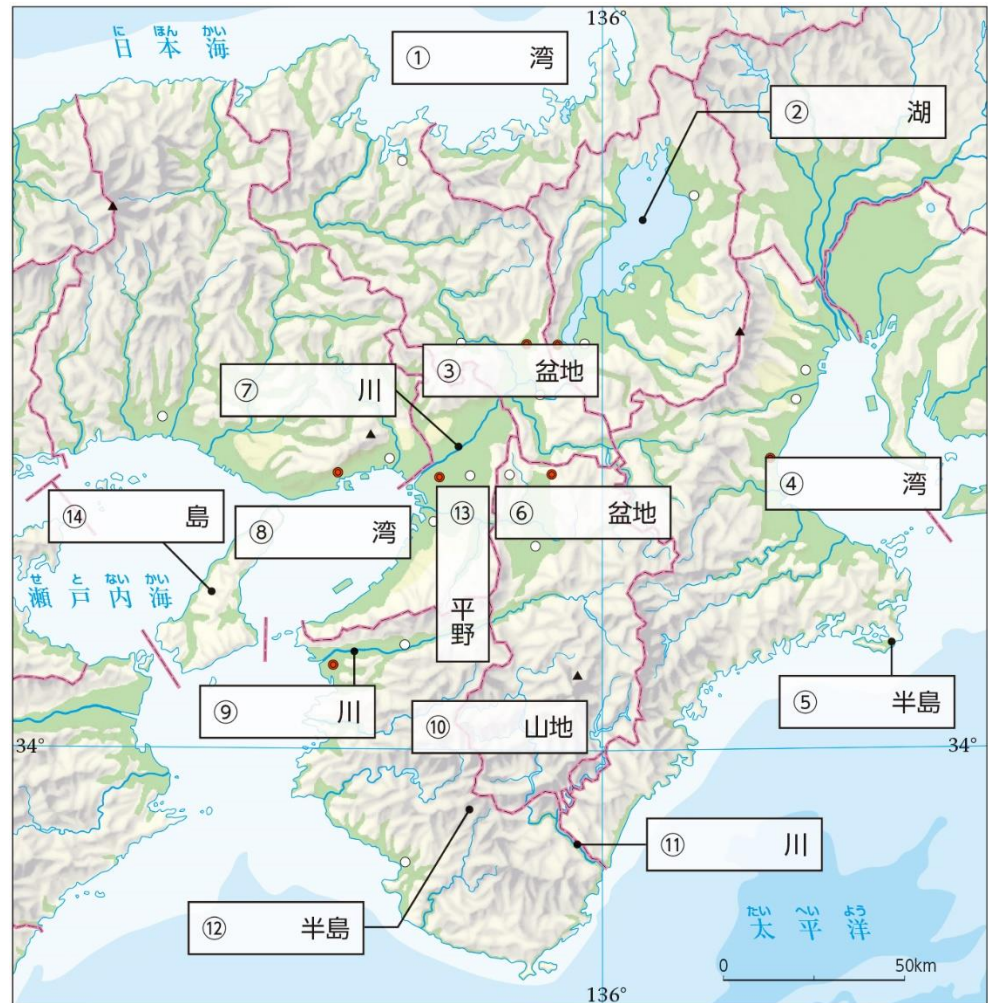 136°
にほんかい
日本海
① 湾
② 湖
③ 盆地
⑦ 川
④ 湾
⑭ 島
⑧ 湾
⑬ 平野
⑥ 盆地
せとないかい
瀬戸内海
⑨ 川
⑩ 山地
⑤ 半島
34°
34°
⑪ 川
⑫ 半島
たいへいよう
太平洋
0 50km
136°